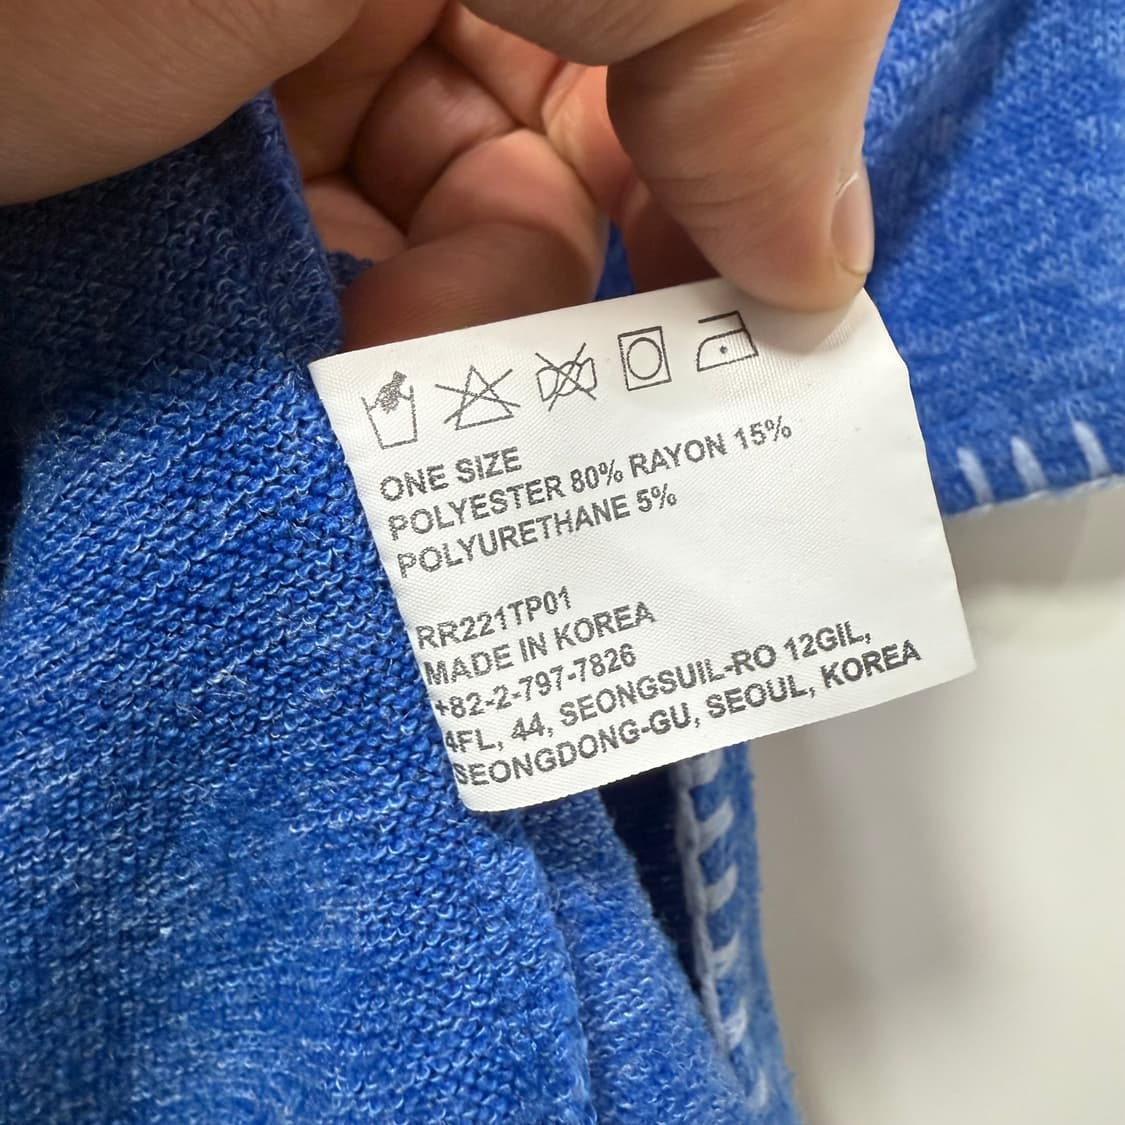 ONE SIZE
POLYESTER 80% RAYON 15%
POLYURETHANE 5%
RR221TP01
MADE IN KOREA
+82-2-797-7826
4FL, 44, SEONGSUIL-RO 12GIL,
SEONGDONG-GU, SEOUL, KOREA